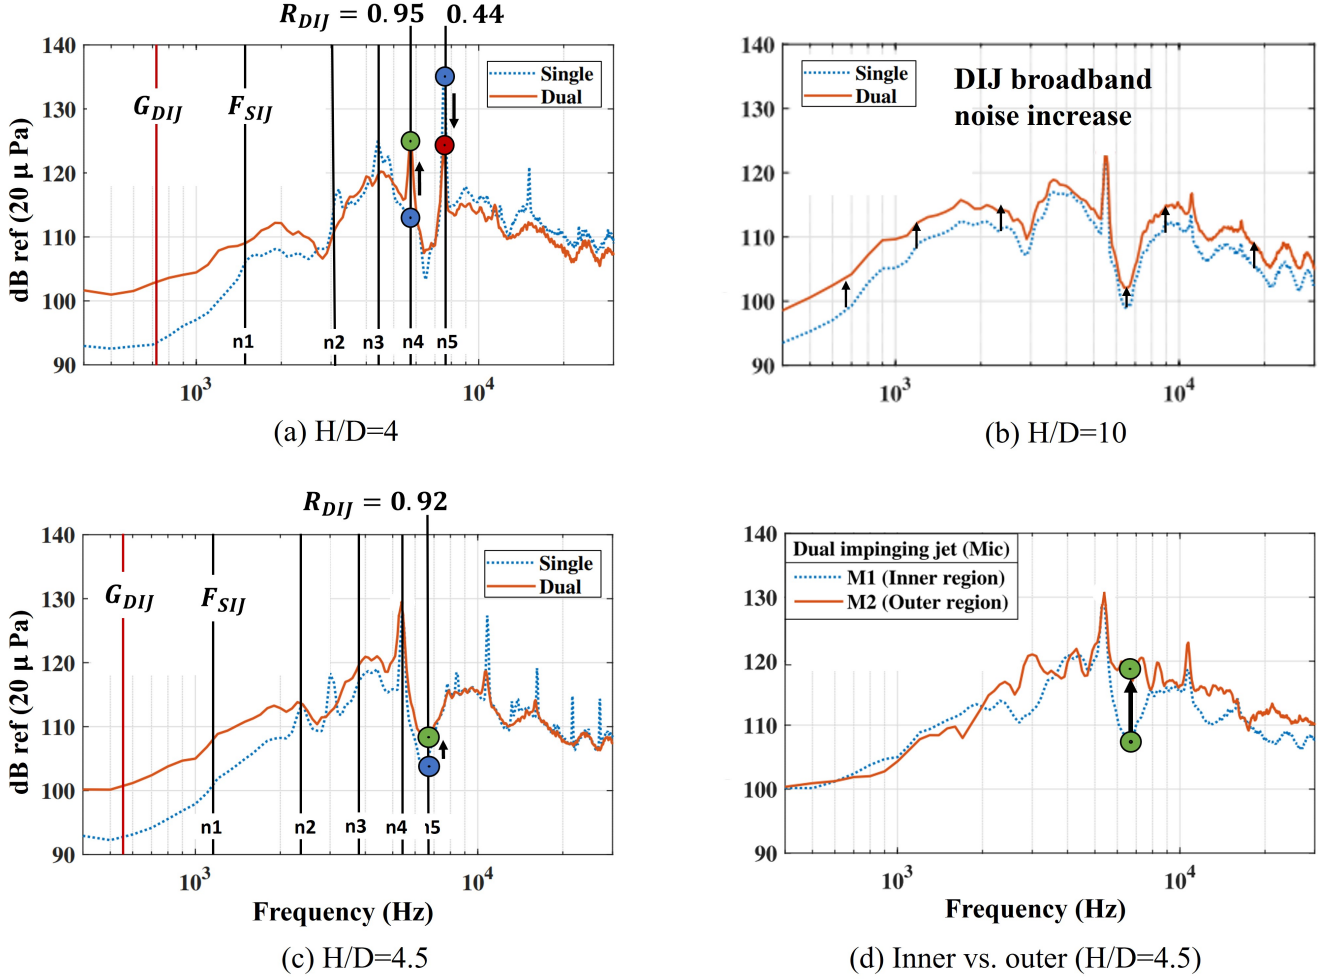 R_DIJ = 0.95 0.44
140
130
120
110
100
90
dB ref (20 μ Pa)
G_DIJ
F_SIJ
Single
Dual
n1
n2
n3
n4
n5
10^3
10^4
(a) H/D=4
140
130
120
110
100
90
Single
Dual
DIJ broadband
noise increase
10^3
10^4
(b) H/D=10
R_DIJ = 0.92
140
130
120
110
100
90
dB ref (20 μ Pa)
G_DIJ
F_SIJ
Single
Dual
n1
n2
n3
n4
n5
10^3
10^4
Frequency (Hz)
(c) H/D=4.5
140
130
120
110
100
90
Dual impinging jet (Mic)
M1 (Inner region)
M2 (Outer region)
10^3
10^4
Frequency (Hz)
(d) Inner vs. outer (H/D=4.5)